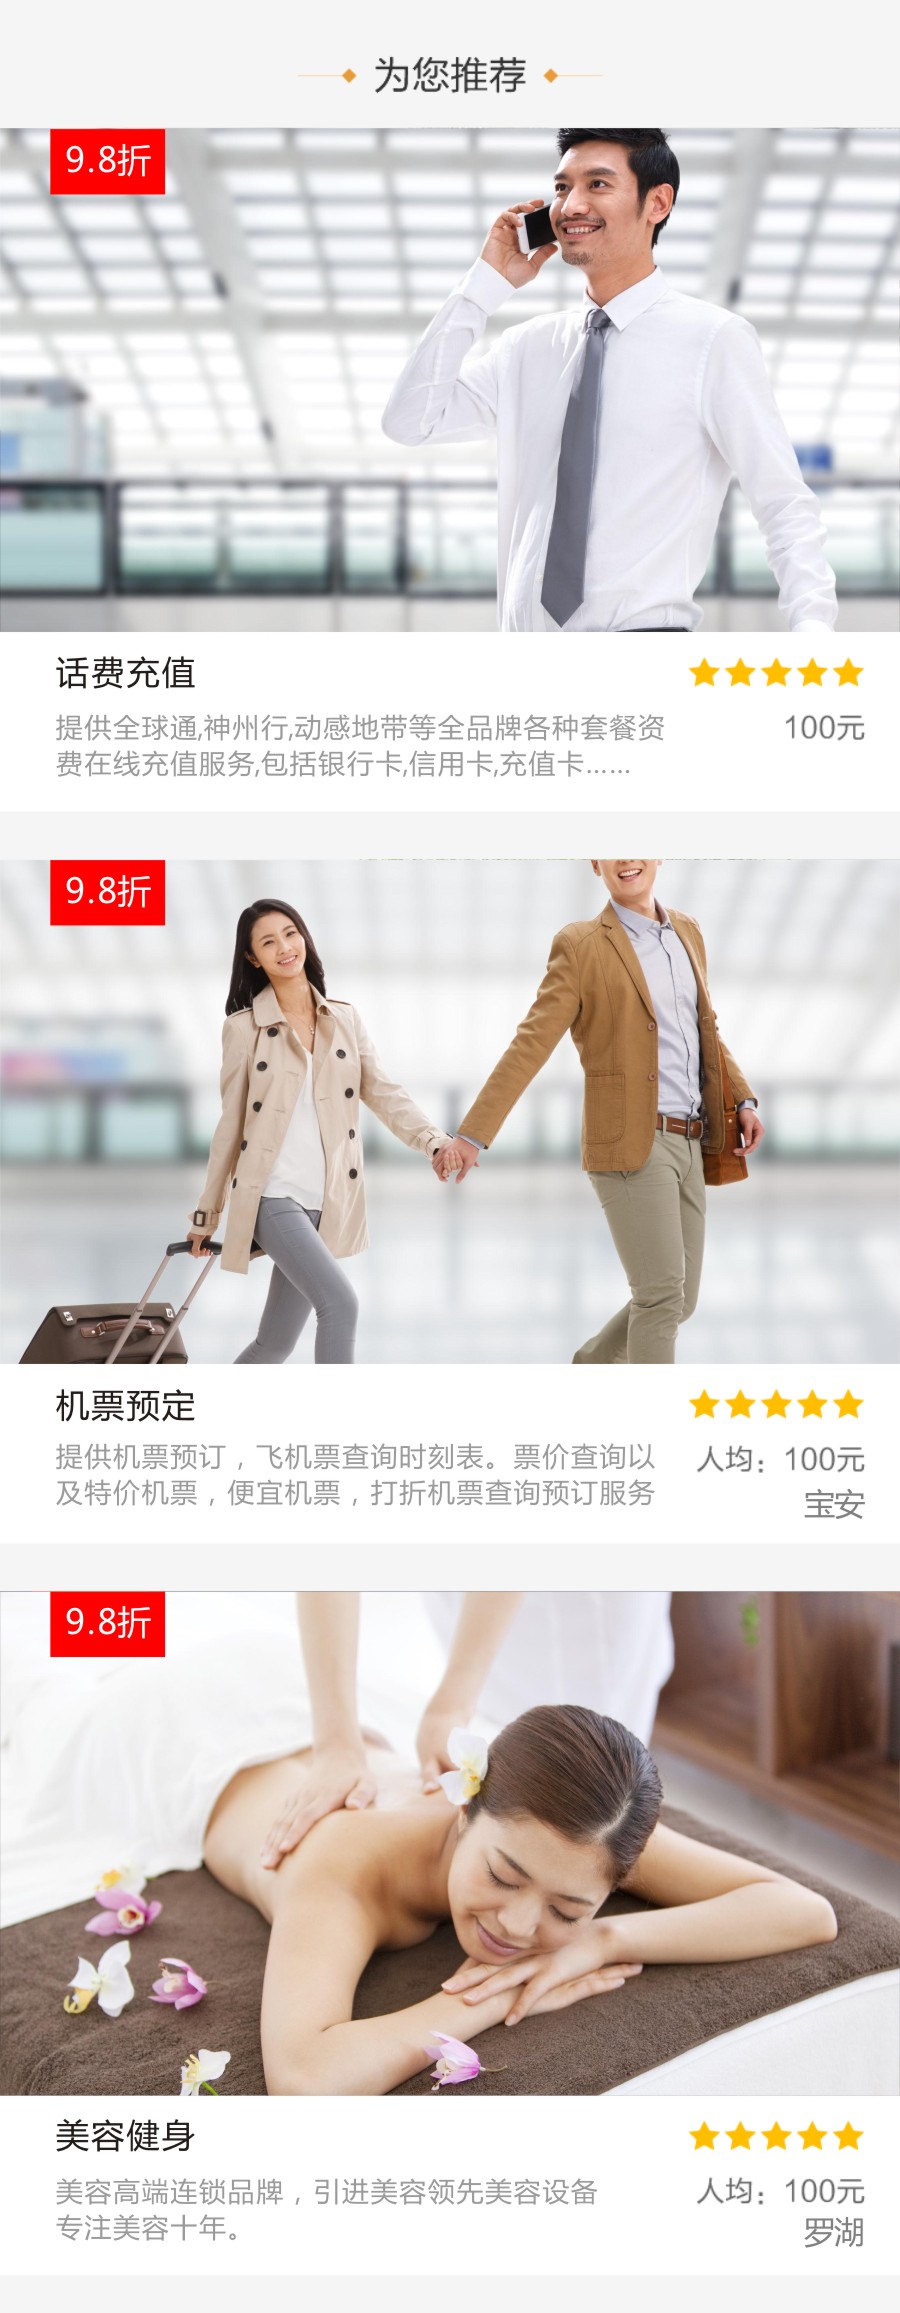 为您推荐
9.8折
话费充值
提供全球通,神州行,动感地带等全品牌各种套餐资
费在线充值服务,包括银行卡,信用卡,充值卡……
100元
9.8折
机票预定
提供机票预订，飞机票查询时刻表。票价查询以
及特价机票，便宜机票，打折机票查询预订服务
人均：100元
宝安
9.8折
美容健身
美容高端连锁品牌，引进美容领先美容设备
专注美容十年。
人均：100元
罗湖